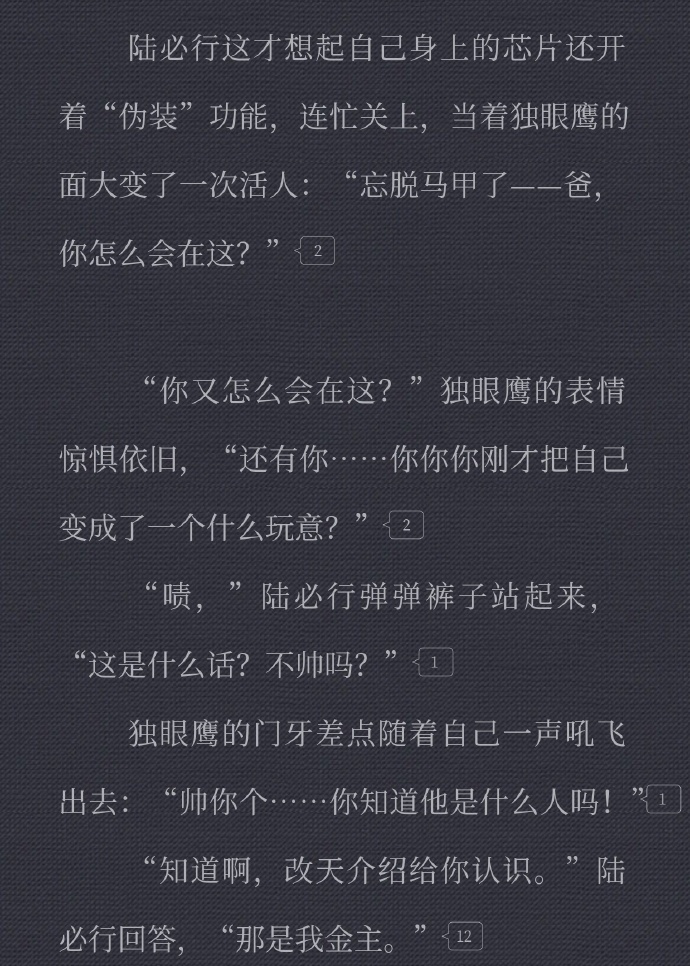 陆必行这才想起自己身上的芯片还开
着“伪装”功能，连忙关上，当着独眼鹰的
面大变了一次活人：“忘脱马甲了——爸，
你怎么会在这？” 2
“你又怎么会在这？”独眼鹰的表情
惊惧依旧，“还有你……你你你刚才把自己
变成了一个什么玩意？” 2
“啧，”陆必行弹弹裤子站起来，
“这是什么话？不帅吗？” 1
独眼鹰的门牙差点随着自己一声吼飞
出去：“帅你个……你知道他是什么人吗！” 1
“知道啊，改天介绍给你认识。”陆
必行回答，“那是我金主。” 12